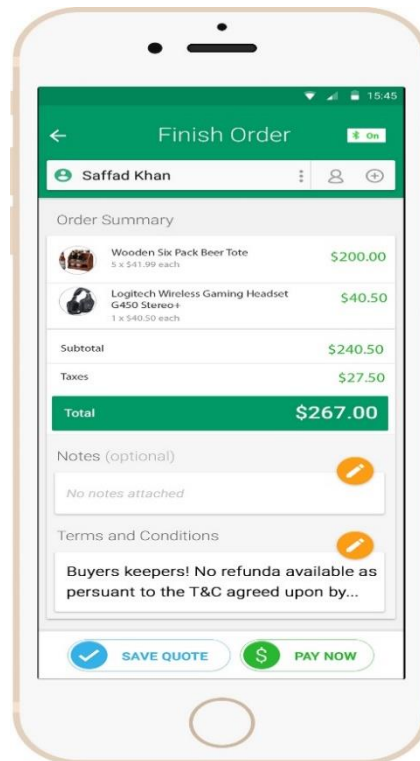 15:45
Finish Order
On
Saffad Khan
Order Summary
Wooden Six Pack Beer Tote
5 x $41.99 each
$200.00
Logitech Wireless Gaming Headset
G450 Stereo+
1 x $40.50 each
$40.50
Subtotal
$240.50
Taxes
$27.50
Total
$267.00
Notes (optional)
No notes attached
Terms and Conditions
Buyers keepers! No refunda available as
persuant to the T&C agreed upon by...
SAVE QUOTE
$ PAY NOW